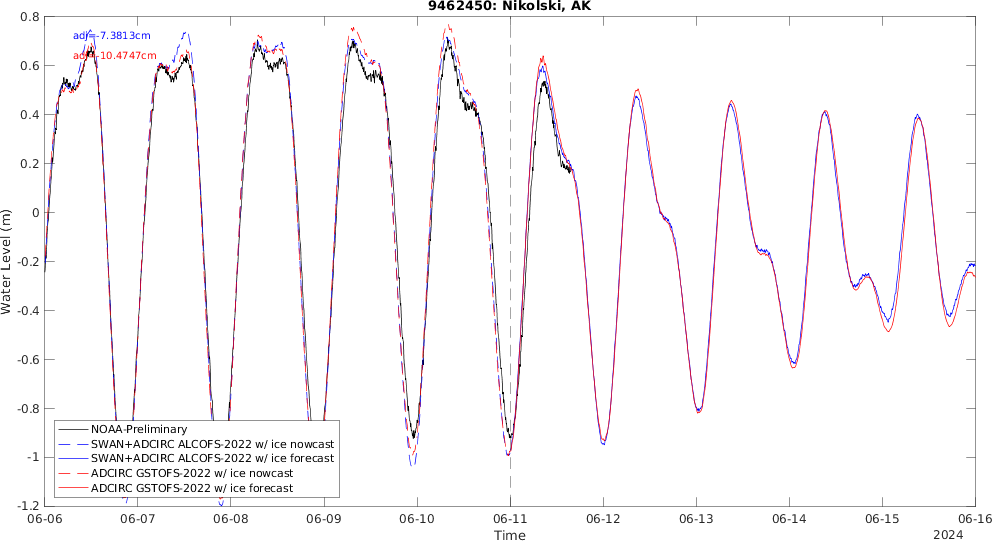 9462450: Nikolski, AK
0.8
0.6
0.4
0.2
0
-0.2
-0.4
-0.6
-0.8
-1
-1.2
Water Level (m)
adj=-7.3813cm
adj=-10.4747cm
NOAA-Preliminary
SWAN+ADCIRC ALCOFS-2022 w/ ice nowcast
SWAN+ADCIRC ALCOFS-2022 w/ ice forecast
ADCIRC GSTOFS-2022 w/ ice nowcast
ADCIRC GSTOFS-2022 w/ ice forecast
06-06 06-07 06-08 06-09 06-10 06-11 06-12 06-13 06-14 06-15 06-16
Time
2024